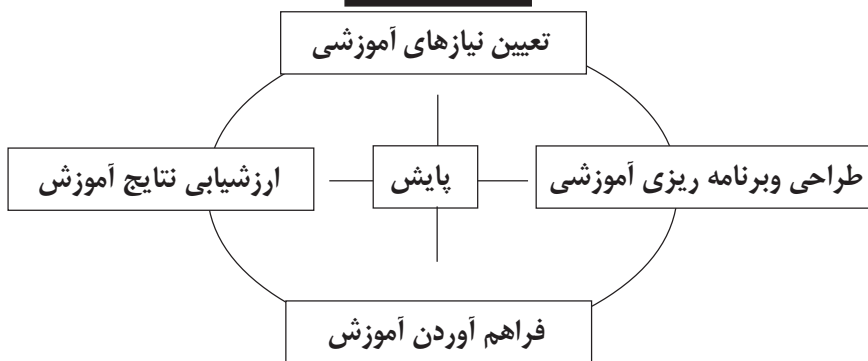 تعیین نیازهای آموزشی
طراحی وبرنامه ریزی آموزشی
پایش
ارزشیابی نتایج آموزش
فراهم آوردن آموزش